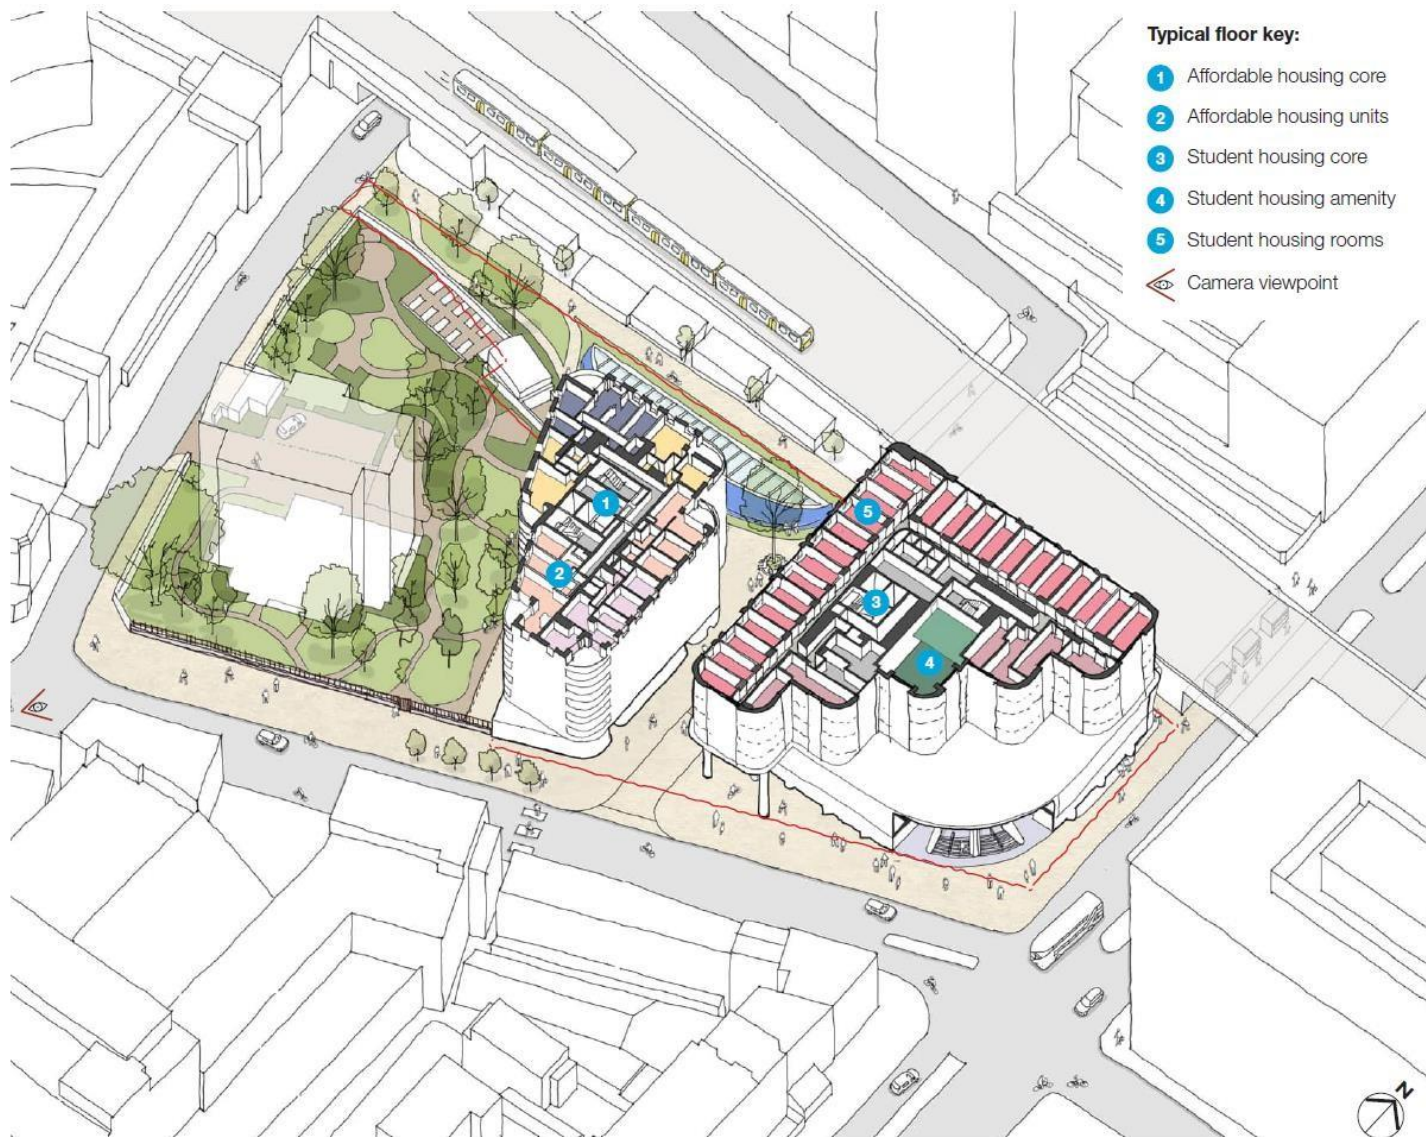 Typical floor key:
1 Affordable housing core
2 Affordable housing units
3 Student housing core
4 Student housing amenity
5 Student housing rooms
Camera viewpoint
5
1
2
3
4
N